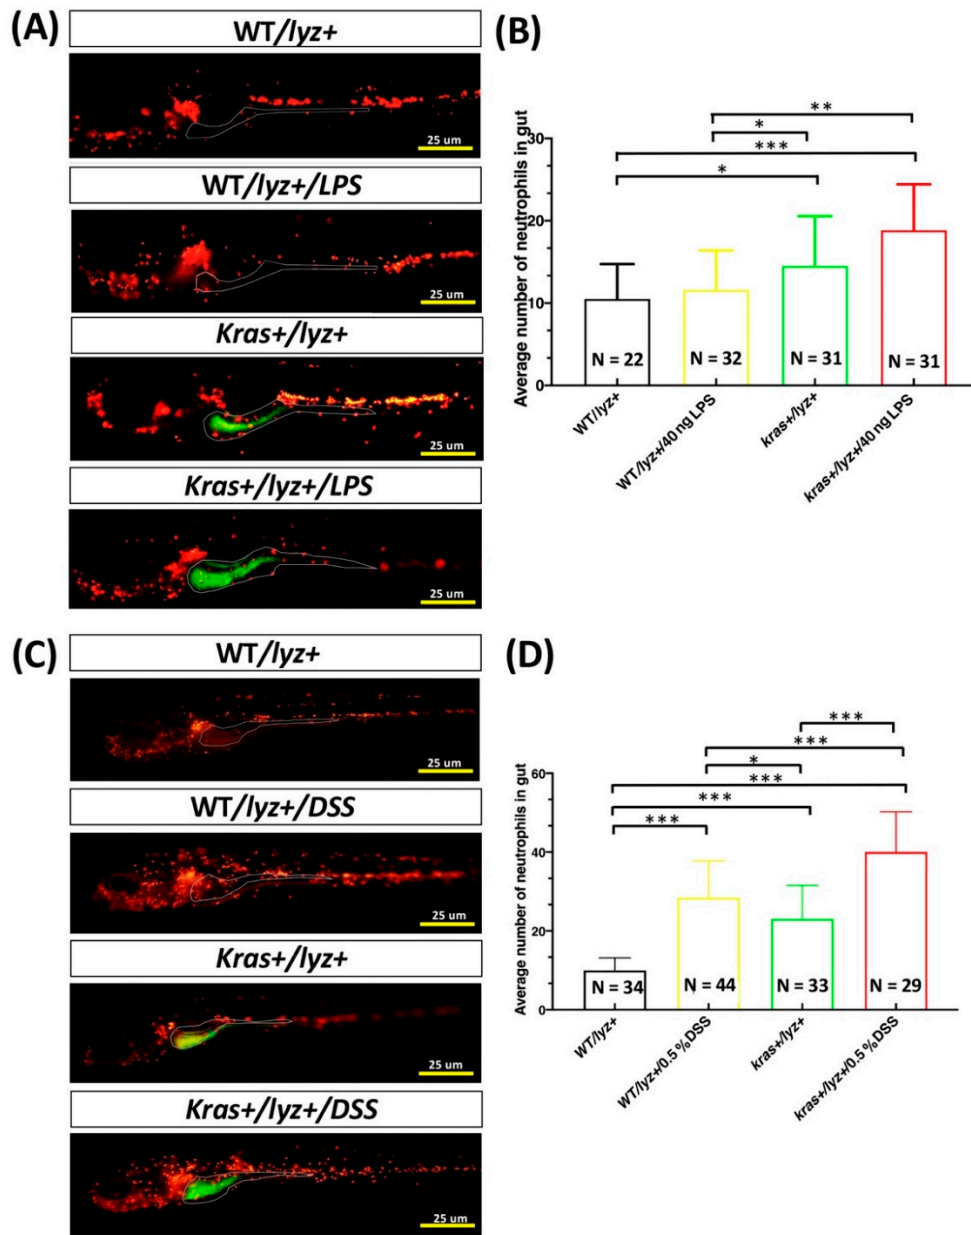 (A)
WT/lyz+
25 um
WT/lyz+/LPS
25 um
Kras+/lyz+
25 um
Kras+/lyz+/LPS
25 um
(B)
Average number of neutrophils in gut
30
20
10
0
**
*
***
*
N = 22
N = 32
N = 31
N = 31
WT/lyz+
WT/lyz+/40 ng LPS
kras+/lyz+
kras+/lyz+/40 ng LPS
(C)
WT/lyz+
25 um
WT/lyz+/DSS
25 um
Kras+/lyz+
25 um
Kras+/lyz+/DSS
25 um
(D)
Average number of neutrophils in gut
60
40
20
0
***
***
*
***
***
***
N = 34
N = 44
N = 33
N = 29
WT/lyz+
WT/lyz+/0.5 %DSS
kras+/lyz+
kras+/lyz+/0.5 %DSS